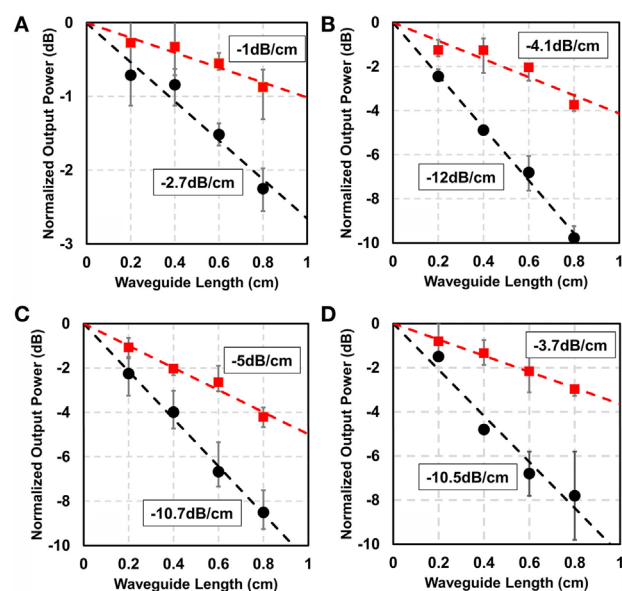 A
Normalized Output Power (dB)
0
-1
-2
-3
-1dB/cm
-2.7dB/cm
0 0.2 0.4 0.6 0.8 1
Waveguide Length (cm)
B
Normalized Output Power (dB)
0
-2
-4
-6
-8
-10
-4.1dB/cm
-12dB/cm
0 0.2 0.4 0.6 0.8 1
Waveguide Length (cm)
C
Normalized Output Power (dB)
0
-2
-4
-6
-8
-10
-5dB/cm
-10.7dB/cm
0 0.2 0.4 0.6 0.8 1
Waveguide Length (cm)
D
Normalized Output Power (dB)
0
-2
-4
-6
-8
-10
-3.7dB/cm
-10.5dB/cm
0 0.2 0.4 0.6 0.8 1
Waveguide Length (cm)